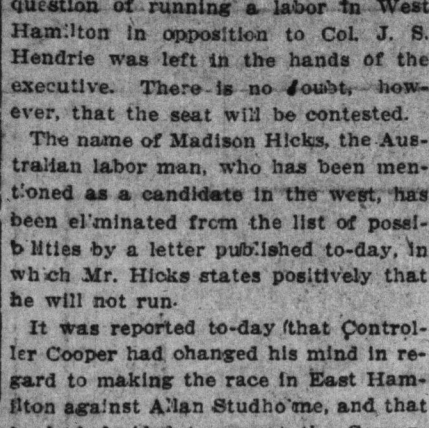 question of running a labor in West
Hamilton in opposition to Col. J. S.
Hendrie was left in the hands of the
executive. There is no doubt, how-
ever, that the seat will be contested.
The name of Madison Hicks, the Aus-
tralian labor man, who has been men-
tioned as a candidate in the west, has
been eliminated from the list of possi-
bilities by a letter published to-day, in
which Mr. Hicks states positively that
he will not run.
It was reported to-day that Control-
ler Cooper had changed his mind in re-
gard to making the race in East Ham-
ilton against Allan Studholme, and that